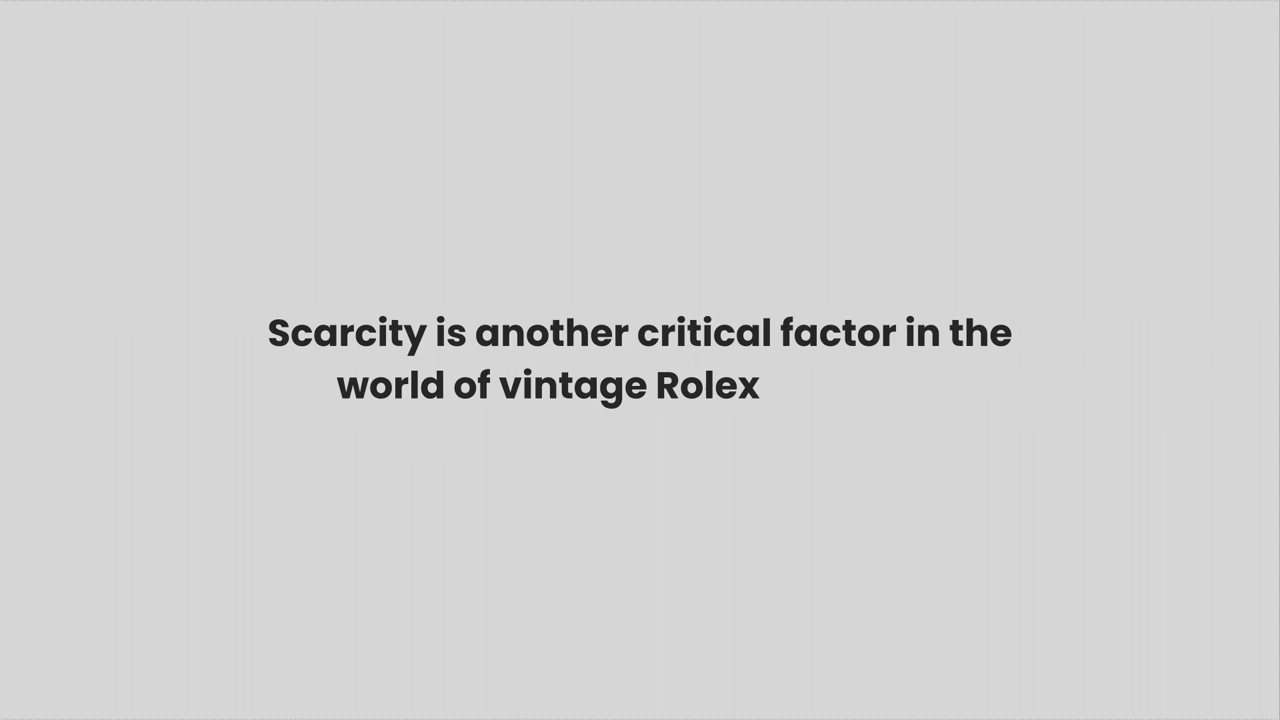 Scarcity is another critical factor in the
world of vintage Rolex